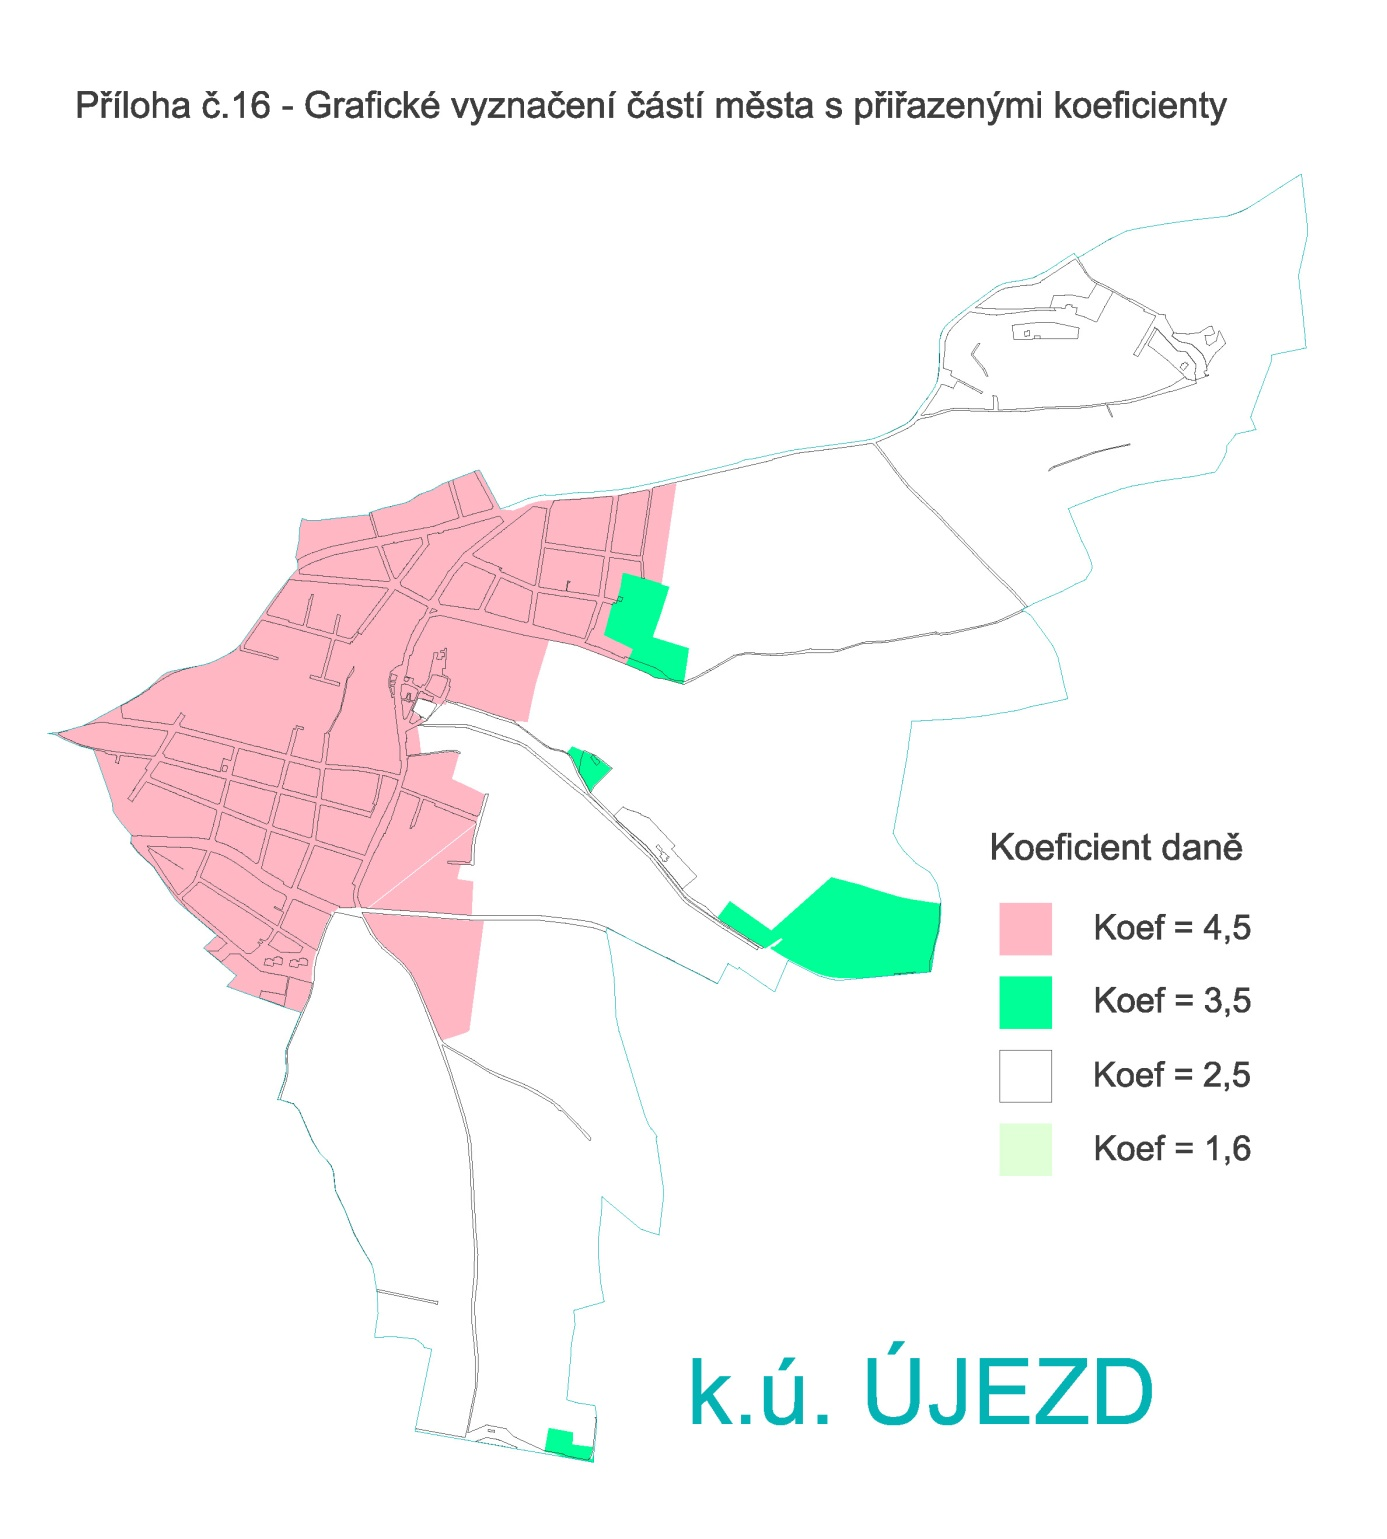 Příloha č.16 - Grafické vyznačení částí města s přiřazenými koeficienty
Koeficient daně
Koef = 4,5
Koef = 3,5
Koef = 2,5
Koef = 1,6
k.ú. ÚJEZD